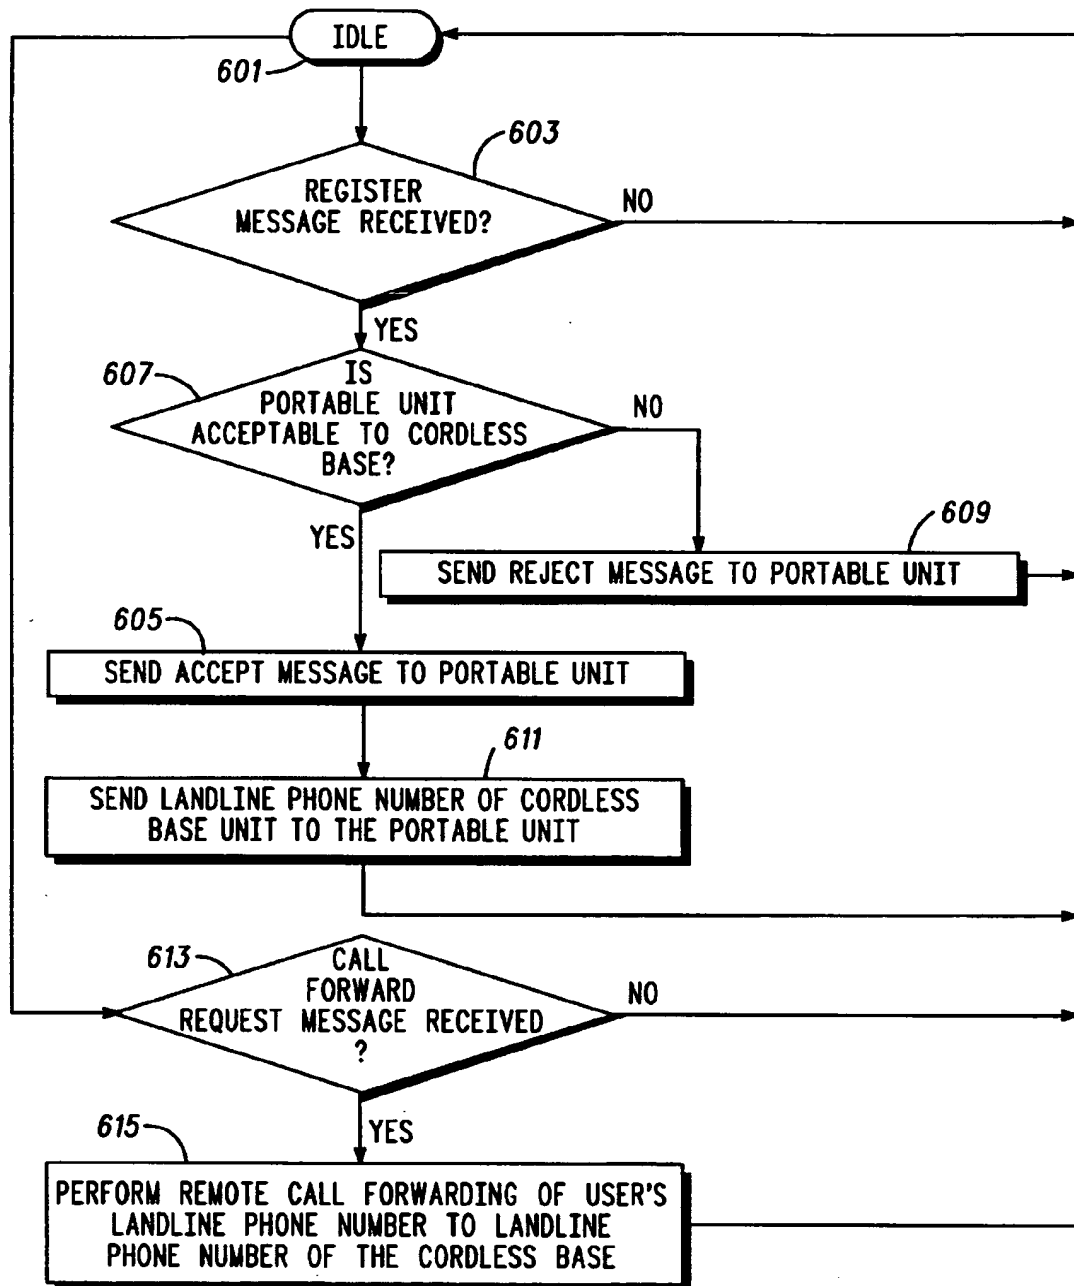 IDLE
601
603
REGISTER
MESSAGE RECEIVED?
NO
YES
607
IS
PORTABLE UNIT
ACCEPTABLE TO CORDLESS
BASE?
NO
YES
609
SEND REJECT MESSAGE TO PORTABLE UNIT
605
SEND ACCEPT MESSAGE TO PORTABLE UNIT
611
SEND LANDLINE PHONE NUMBER OF CORDLESS
BASE UNIT TO THE PORTABLE UNIT
613
CALL
FORWARD
REQUEST MESSAGE RECEIVED
?
NO
YES
615
PERFORM REMOTE CALL FORWARDING OF USER'S
LANDLINE PHONE NUMBER TO LANDLINE
PHONE NUMBER OF THE CORDLESS BASE